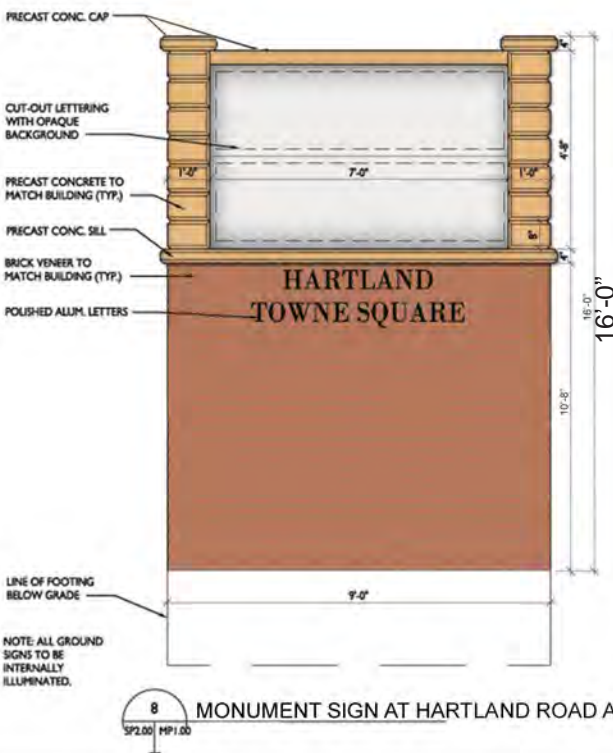 PRECAST CONC. CAP
4"
CUT-OUT LETTERING
WITH OPAQUE
BACKGROUND
4'-8"
1'-0"
7'-0"
1'-0"
PRECAST CONCRETE TO
MATCH BUILDING (TYP.)
8"
PRECAST CONC. SILL
4"
BRICK VENEER TO
MATCH BUILDING (TYP.)
HARTLAND
TOWNE SQUARE
POLISHED ALUM. LETTERS
16'-0"
16'-0"
10'-8"
LINE OF FOOTING
BELOW GRADE
9'-0"
NOTE: ALL GROUND
SIGNS TO BE
INTERNALLY
ILLUMINATED.
8
SP2.00 MP1.00
MONUMENT SIGN AT HARTLAND ROAD A